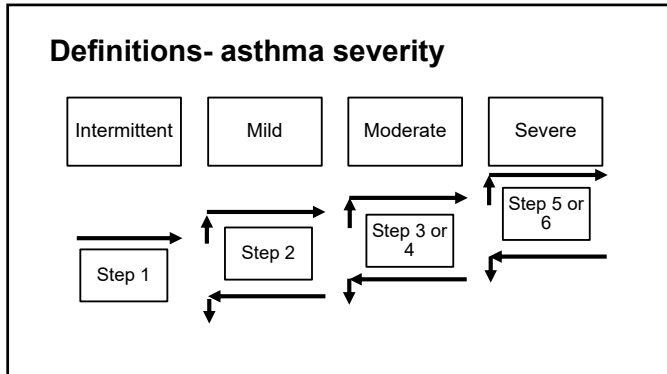 Definitions- asthma severity
Intermittent
Mild
Moderate
Severe
Step 1
Step 2
Step 3 or
4
Step 5 or
6